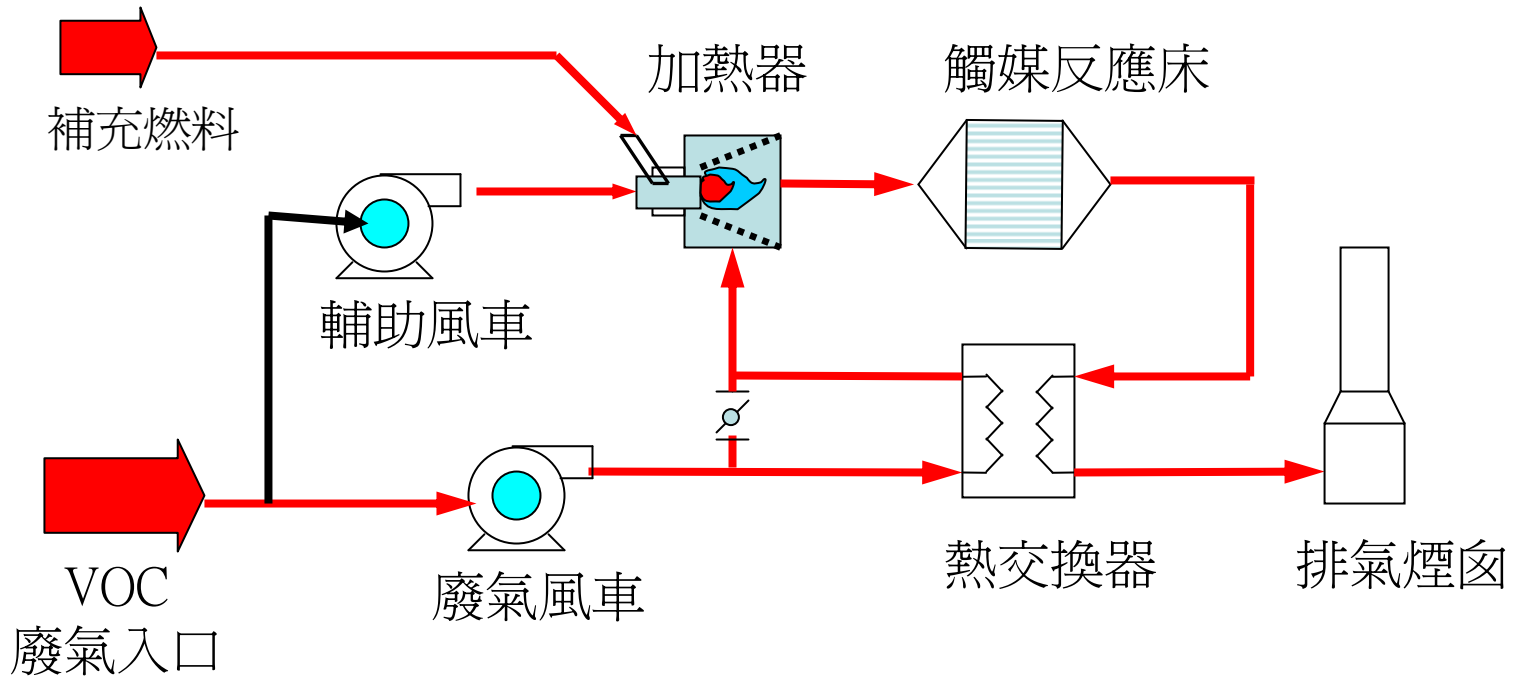 加熱器
觸媒反應床
補充燃料
輔助風車
VOC
廢氣入口
廢氣風車
熱交換器
排氣煙囪